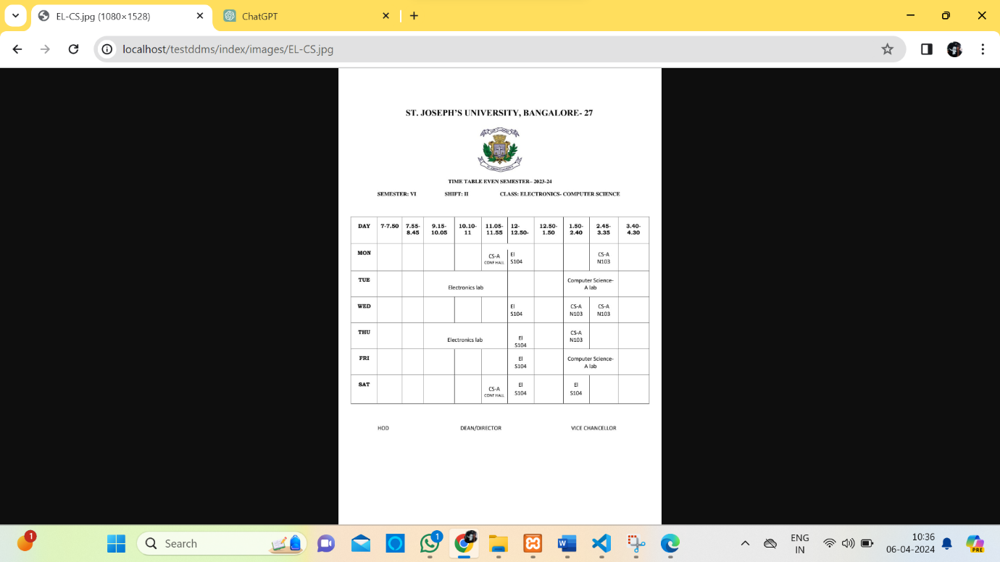 EL-CS.jpg (1080×1528)
ChatGPT
localhost/testddms/index/images/EL-CS.jpg
ST. JOSEPH'S UNIVERSITY, BANGALORE- 27
TIME TABLE EVEN SEMESTER– 2023-24
SEMESTER: VI SHIFT: II CLASS: ELECTRONICS- COMPUTER SCIENCE
DAY 7-7.50 7.55- 9.15- 10.10- 11.05- 12- 12.50- 1.50- 2.45- 3.40-
8.45 10.05 11 11.55 12.50- 1.50 2.40 3.35 4.30
MON CS-A El CS-A
CONF HALL S104 N103
TUE Computer Science-
Electronics lab A lab
WED El CS-A CS-A
S104 N103 N103
THU CS-A
Electronics lab El N103
S104
FRI El Computer Science-
S104 A lab
SAT CS-A El El
CONF HALL S104 S104
HOD DEAN/DIRECTOR VICE CHANCELLOR
1
Search
1
W
ENG
IN
10:36
06-04-2024
PRE